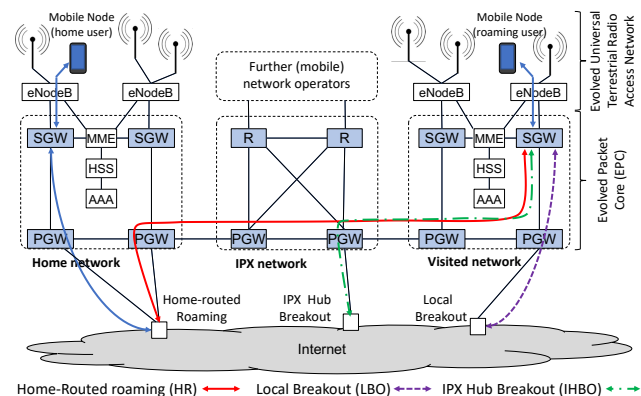 Mobile Node
(home user)
Mobile Node
(roaming user)
Further (mobile)
network operators
eNodeB
eNodeB
eNodeB
eNodeB
Evolved Universal
Terrestrial Radio
Access Network
SGW
MME
SGW
R
R
SGW
MME
SGW
HSS
HSS
AAA
AAA
Evolved Packet
Core (EPC)
PGW
PGW
PGW
PGW
PGW
PGW
Home network
IPX network
Visited network
Home-routed
Roaming
IPX Hub
Breakout
Local
Breakout
Internet
Home-Routed roaming (HR)
Local Breakout (LBO)
IPX Hub Breakout (IHBO)